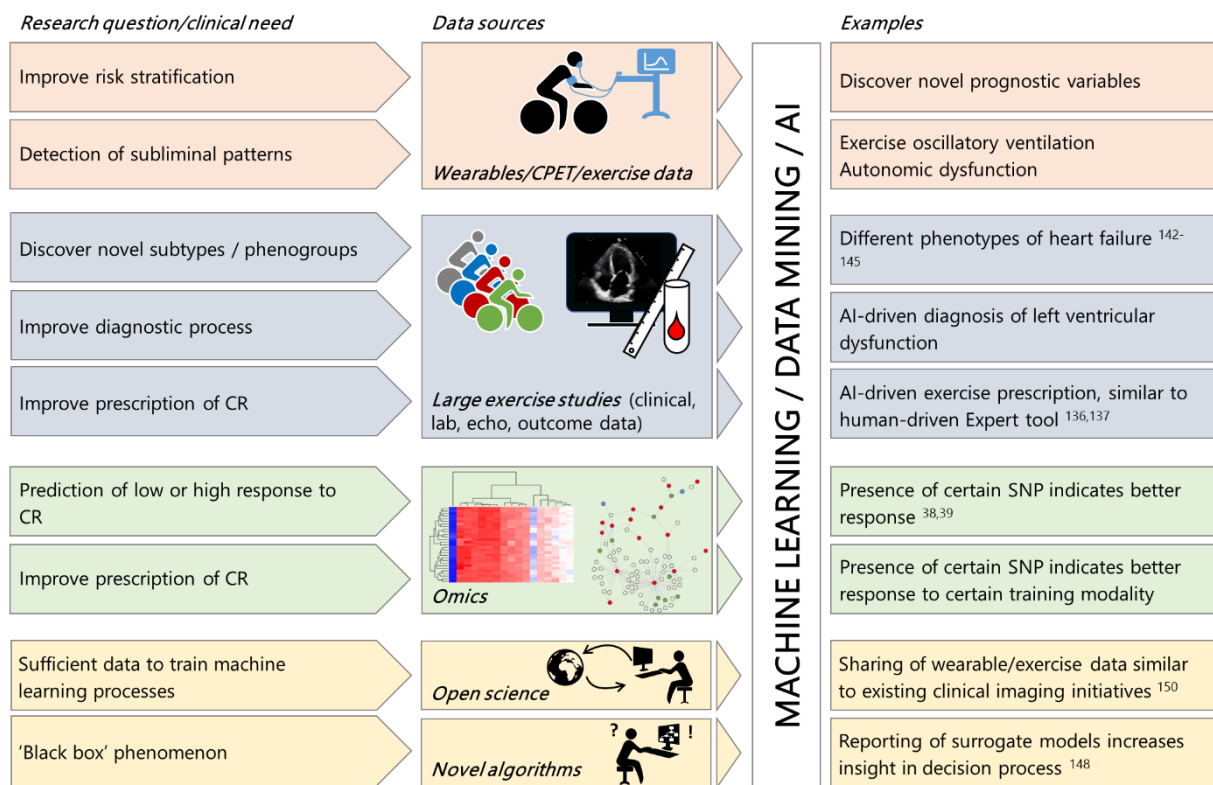 Research question/clinical need
Data sources
Examples
Improve risk stratification
Detection of subliminal patterns
Wearables/CPET/exercise data
Discover novel prognostic variables
Exercise oscillatory ventilation
Autonomic dysfunction
Discover novel subtypes / phenogroups
Improve diagnostic process
Improve prescription of CR
Large exercise studies (clinical,
lab, echo, outcome data)
Different phenotypes of heart failure 142-
145
AI-driven diagnosis of left ventricular
dysfunction
AI-driven exercise prescription, similar to
human-driven Expert tool 136,137
Prediction of low or high response to
CR
Improve prescription of CR
Omics
Presence of certain SNP indicates better
response 38,39
Presence of certain SNP indicates better
response to certain training modality
Sufficient data to train machine
learning processes
Open science
Sharing of wearable/exercise data similar
to existing clinical imaging initiatives 150
'Black box' phenomenon
? !
Novel algorithms
Reporting of surrogate models increases
insight in decision process 148
MACHINE LEARNING / DATA MINING / AI